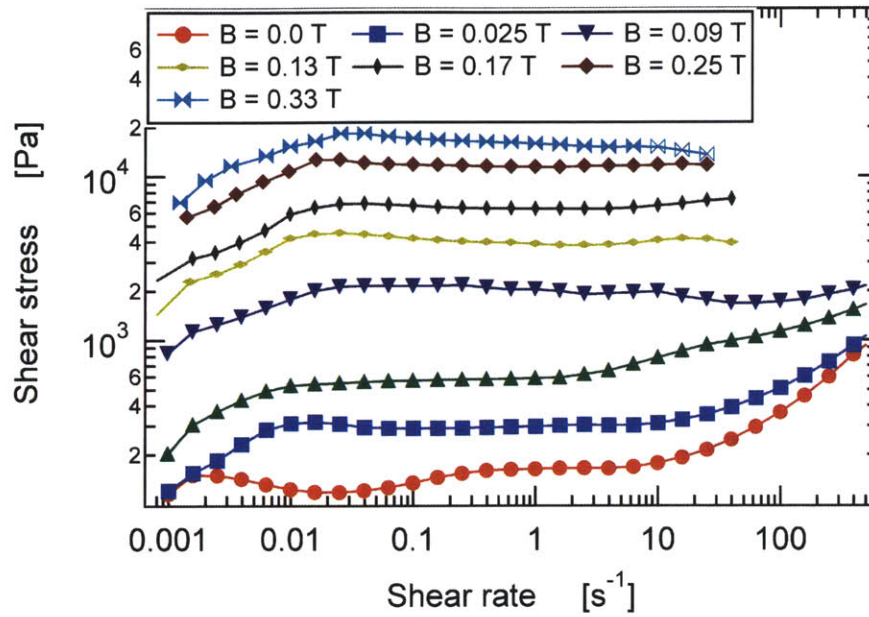 B = 0.0 T B = 0.025 T B = 0.09 T
B = 0.13 T B = 0.17 T B = 0.25 T
B = 0.33 T
6
4
2
10⁴
6
4
2
10³
6
4
2
Shear stress [Pa]
0.001 0.01 0.1 1 10 100
Shear rate [s⁻¹]